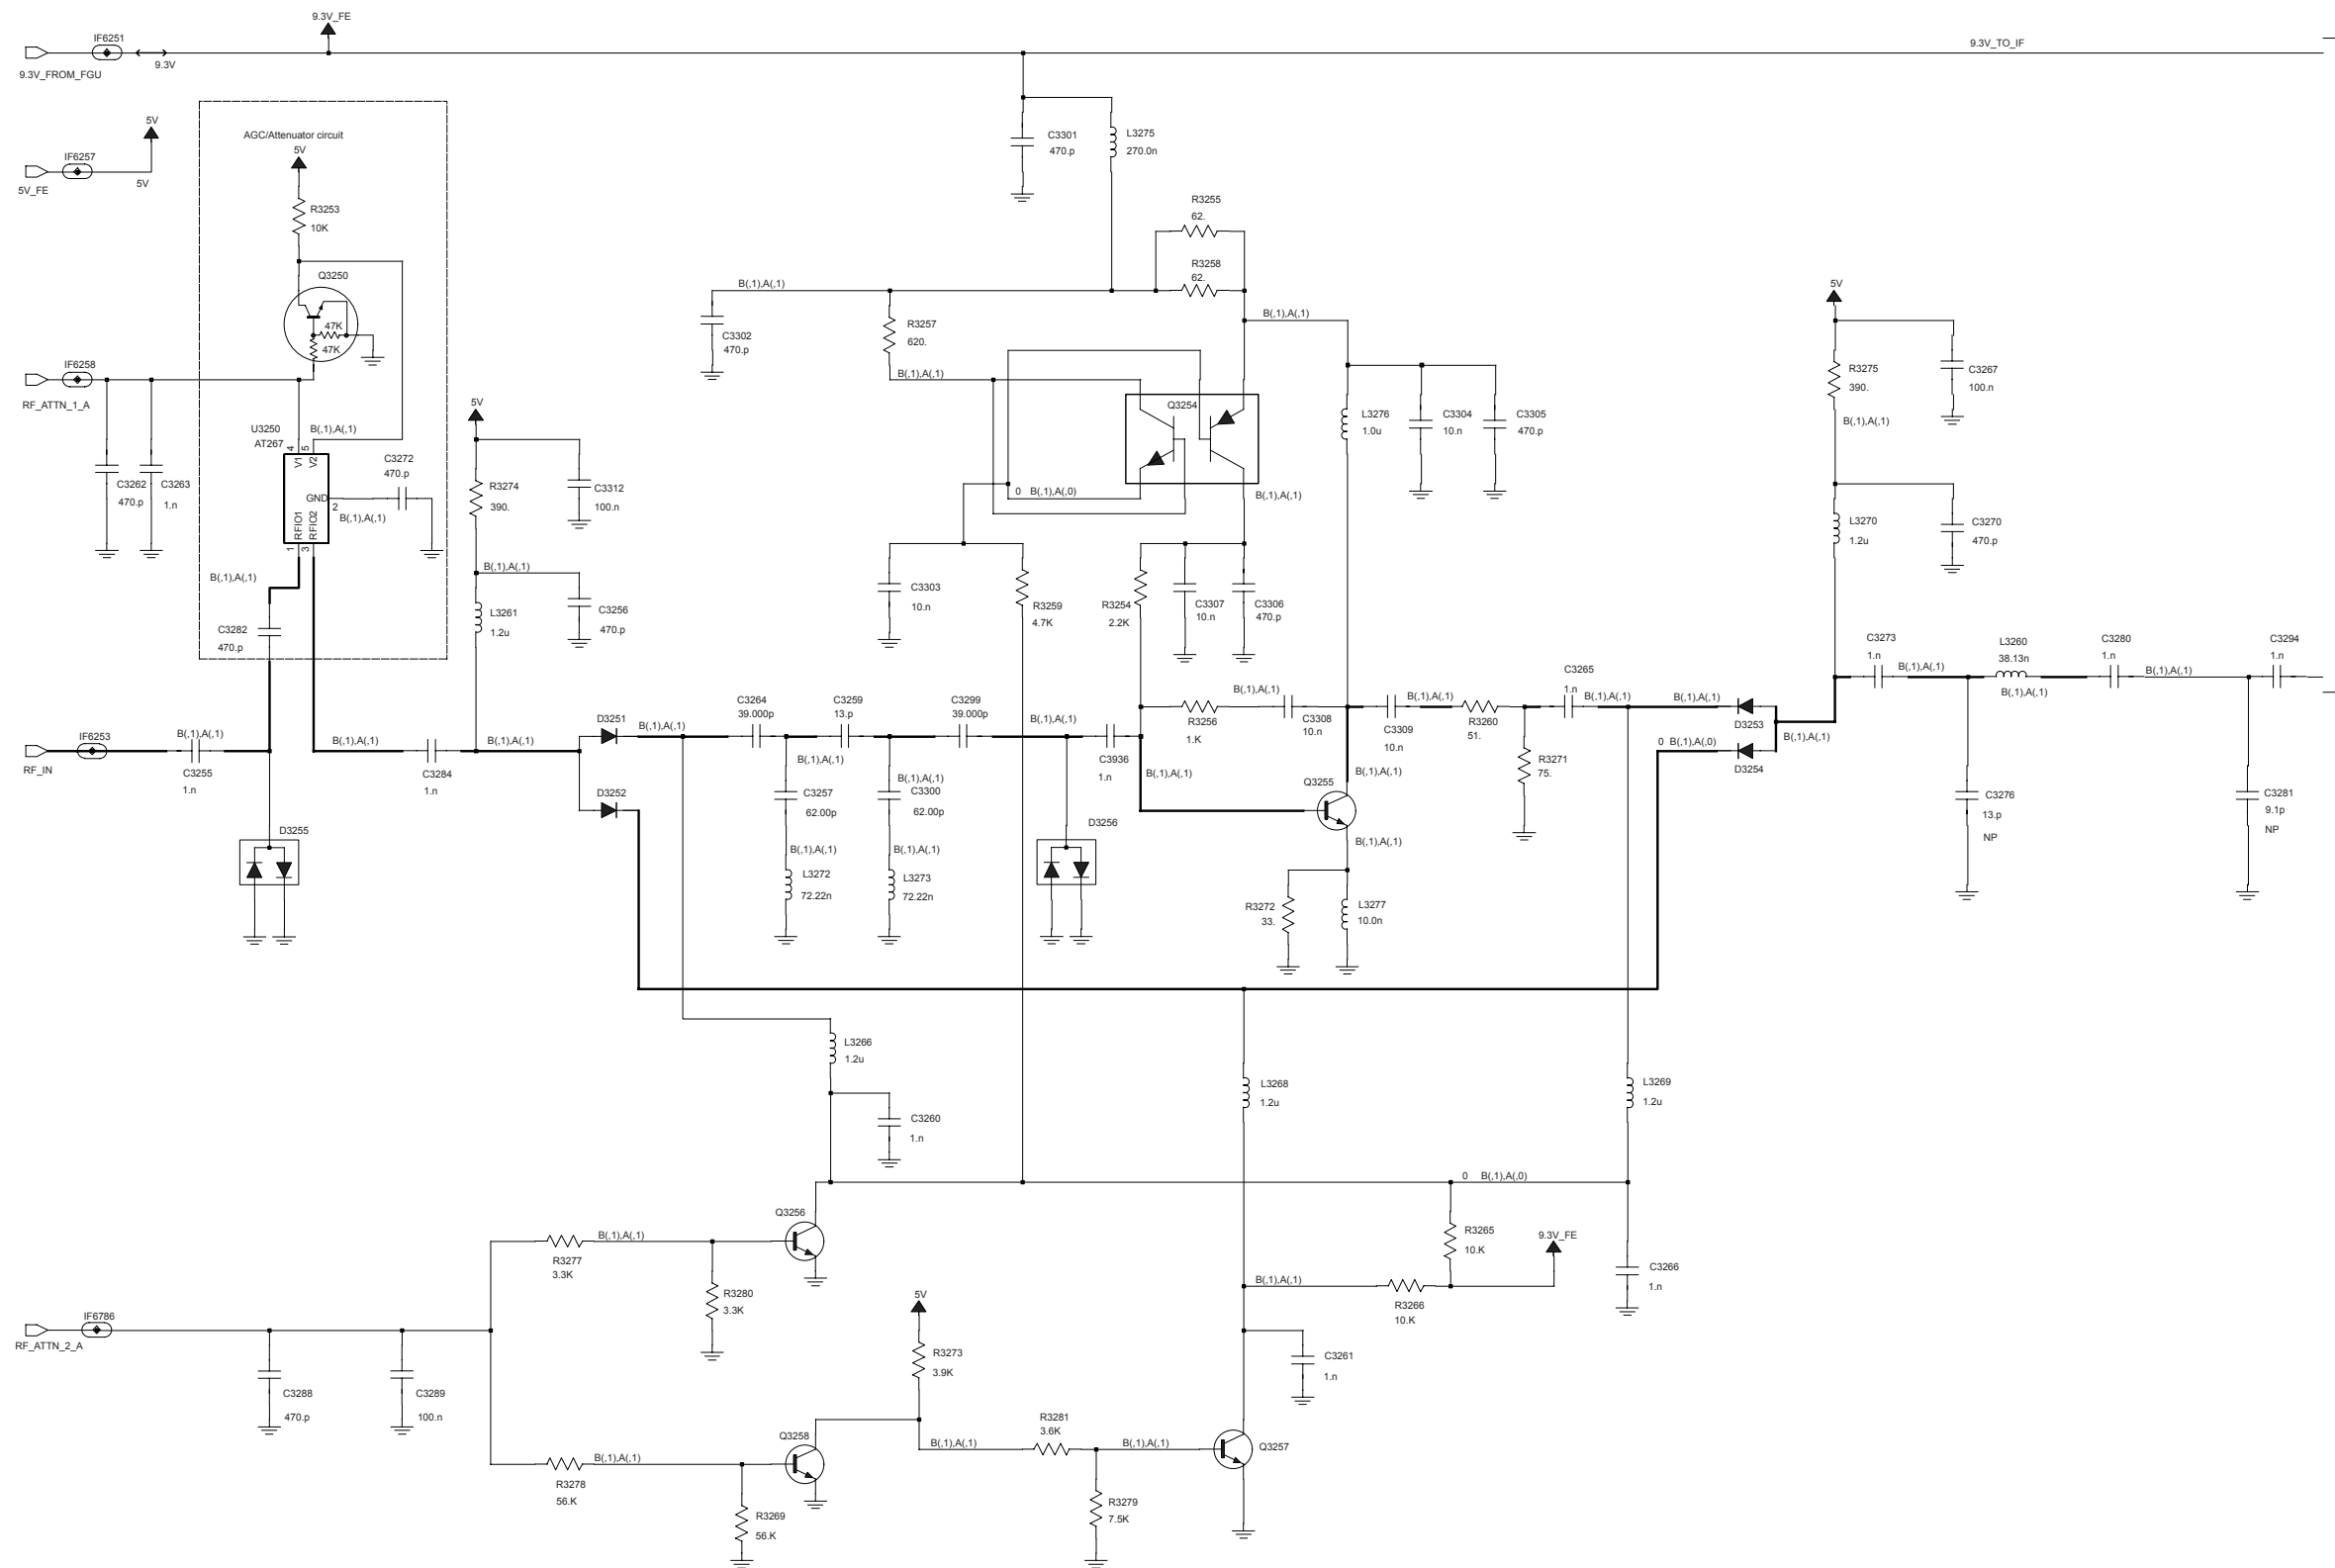 9.3V_FE
IF6251
9.3V
9.3V_FROM_FGU
9.3V_TO_IF
5V
IF6257
5V
5V_FE
AGC/Attenuator circuit
5V
R3253
10K
Q3250
47K
47K
IF6258
RF_ATTN_1_A
U3250
AT267
B(,1),A(,1)
4
5
V1
V2
GND
2
RFIO1
RFIO2
1
3
C3272
470.p
B(,1),A(,1)
C3262
470.p
C3263
1.n
B(,1),A(,1)
C3282
470.p
5V
R3274
390.
C3312
100.n
B(,1),A(,1)
L3261
1.2u
C3256
470.p
C3301
470.p
L3275
270.0n
R3255
62.
R3258
62.
B(,1),A(,1)
C3302
470.p
R3257
620.
B(,1),A(,1)
B(,1),A(,1)
Q3254
0 B(,1),A(,0)
B(,1),A(,1)
L3276
1.0u
C3304
10.n
C3305
470.p
C3303
10.n
R3259
4.7K
R3254
2.2K
C3307
10.n
C3306
470.p
5V
R3275
390.
C3267
100.n
B(,1),A(,1)
L3270
1.2u
C3270
470.p
IF6253
RF_IN
B(,1),A(,1)
C3255
1.n
B(,1),A(,1)
C3284
1.n
B(,1),A(,1)
D3251
B(,1),A(,1)
D3252
C3264
39.000p
C3259
13.p
C3299
39.000p
B(,1),A(,1)
B(,1),A(,1)
C3936
1.n
B(,1),A(,1)
R3256
1.K
B(,1),A(,1)
C3308
10.n
C3309
10.n
B(,1),A(,1)
R3260
51.
C3265
1.n
B(,1),A(,1)
B(,1),A(,1)
D3253
0 B(,1),A(,0)
D3254
B(,1),A(,1)
C3273
1.n
B(,1),A(,1)
L3260
38.13n
B(,1),A(,1)
C3280
1.n
B(,1),A(,1)
C3294
1.n
R3271
75.
Q3255
B(,1),A(,1)
B(,1),A(,1)
C3257
62.00p
B(,1),A(,1)
C3300
62.00p
B(,1),A(,1)
L3272
72.22n
B(,1),A(,1)
L3273
72.22n
D3255
D3256
R3272
33.
L3277
10.0n
C3276
13.p
NP
C3281
9.1p
NP
L3266
1.2u
C3260
1.n
L3268
1.2u
L3269
1.2u
0 B(,1),A(,0)
Q3256
R3277
3.3K
B(,1),A(,1)
R3280
3.3K
R3265
10.K
9.3V_FE
B(,1),A(,1)
R3266
10.K
C3266
1.n
IF6786
RF_ATTN_2_A
C3288
470.p
C3289
100.n
5V
R3273
3.9K
C3261
1.n
Q3258
R3278
56.K
B(,1),A(,1)
R3269
56.K
B(,1),A(,1)
R3281
3.6K
B(,1),A(,1)
Q3257
R3279
7.5K